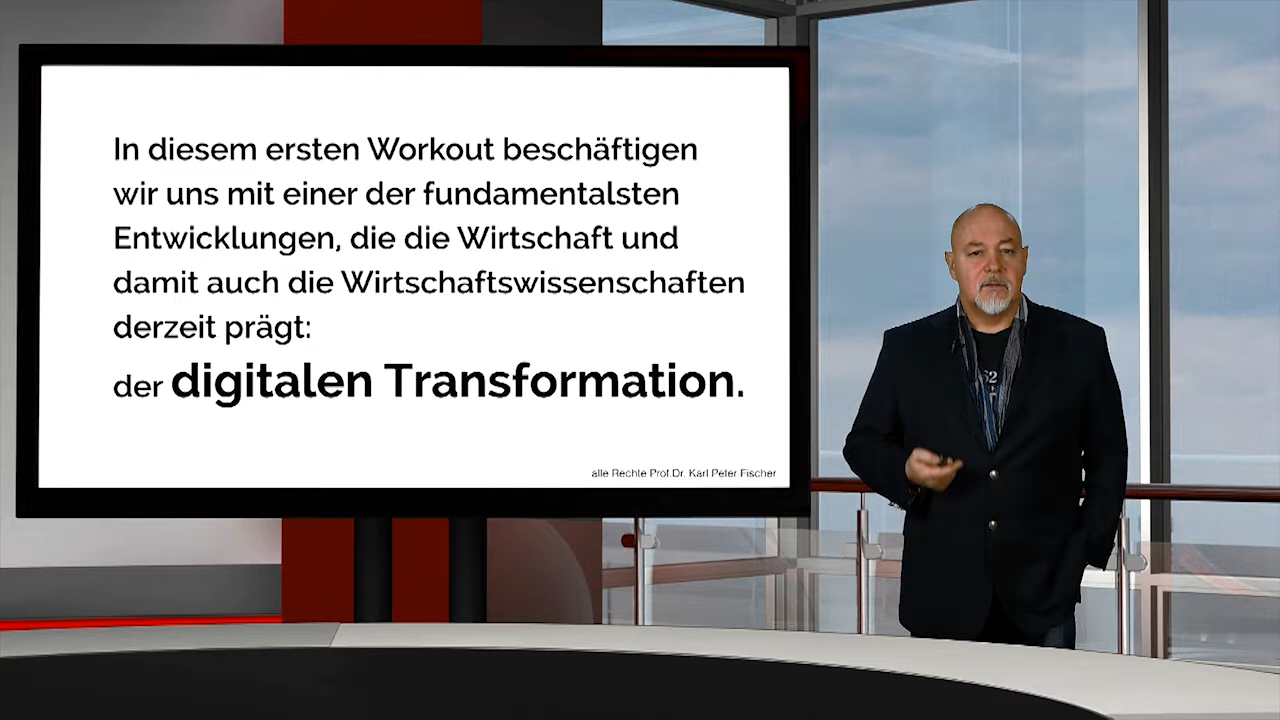 In diesem ersten Workout beschäftigen
wir uns mit einer der fundamentalsten
Entwicklungen, die die Wirtschaft und
damit auch die Wirtschaftswissenschaften
derzeit prägt:
der digitalen Transformation.
alle Rechte Prof.Dr. Karl Peter Fischer